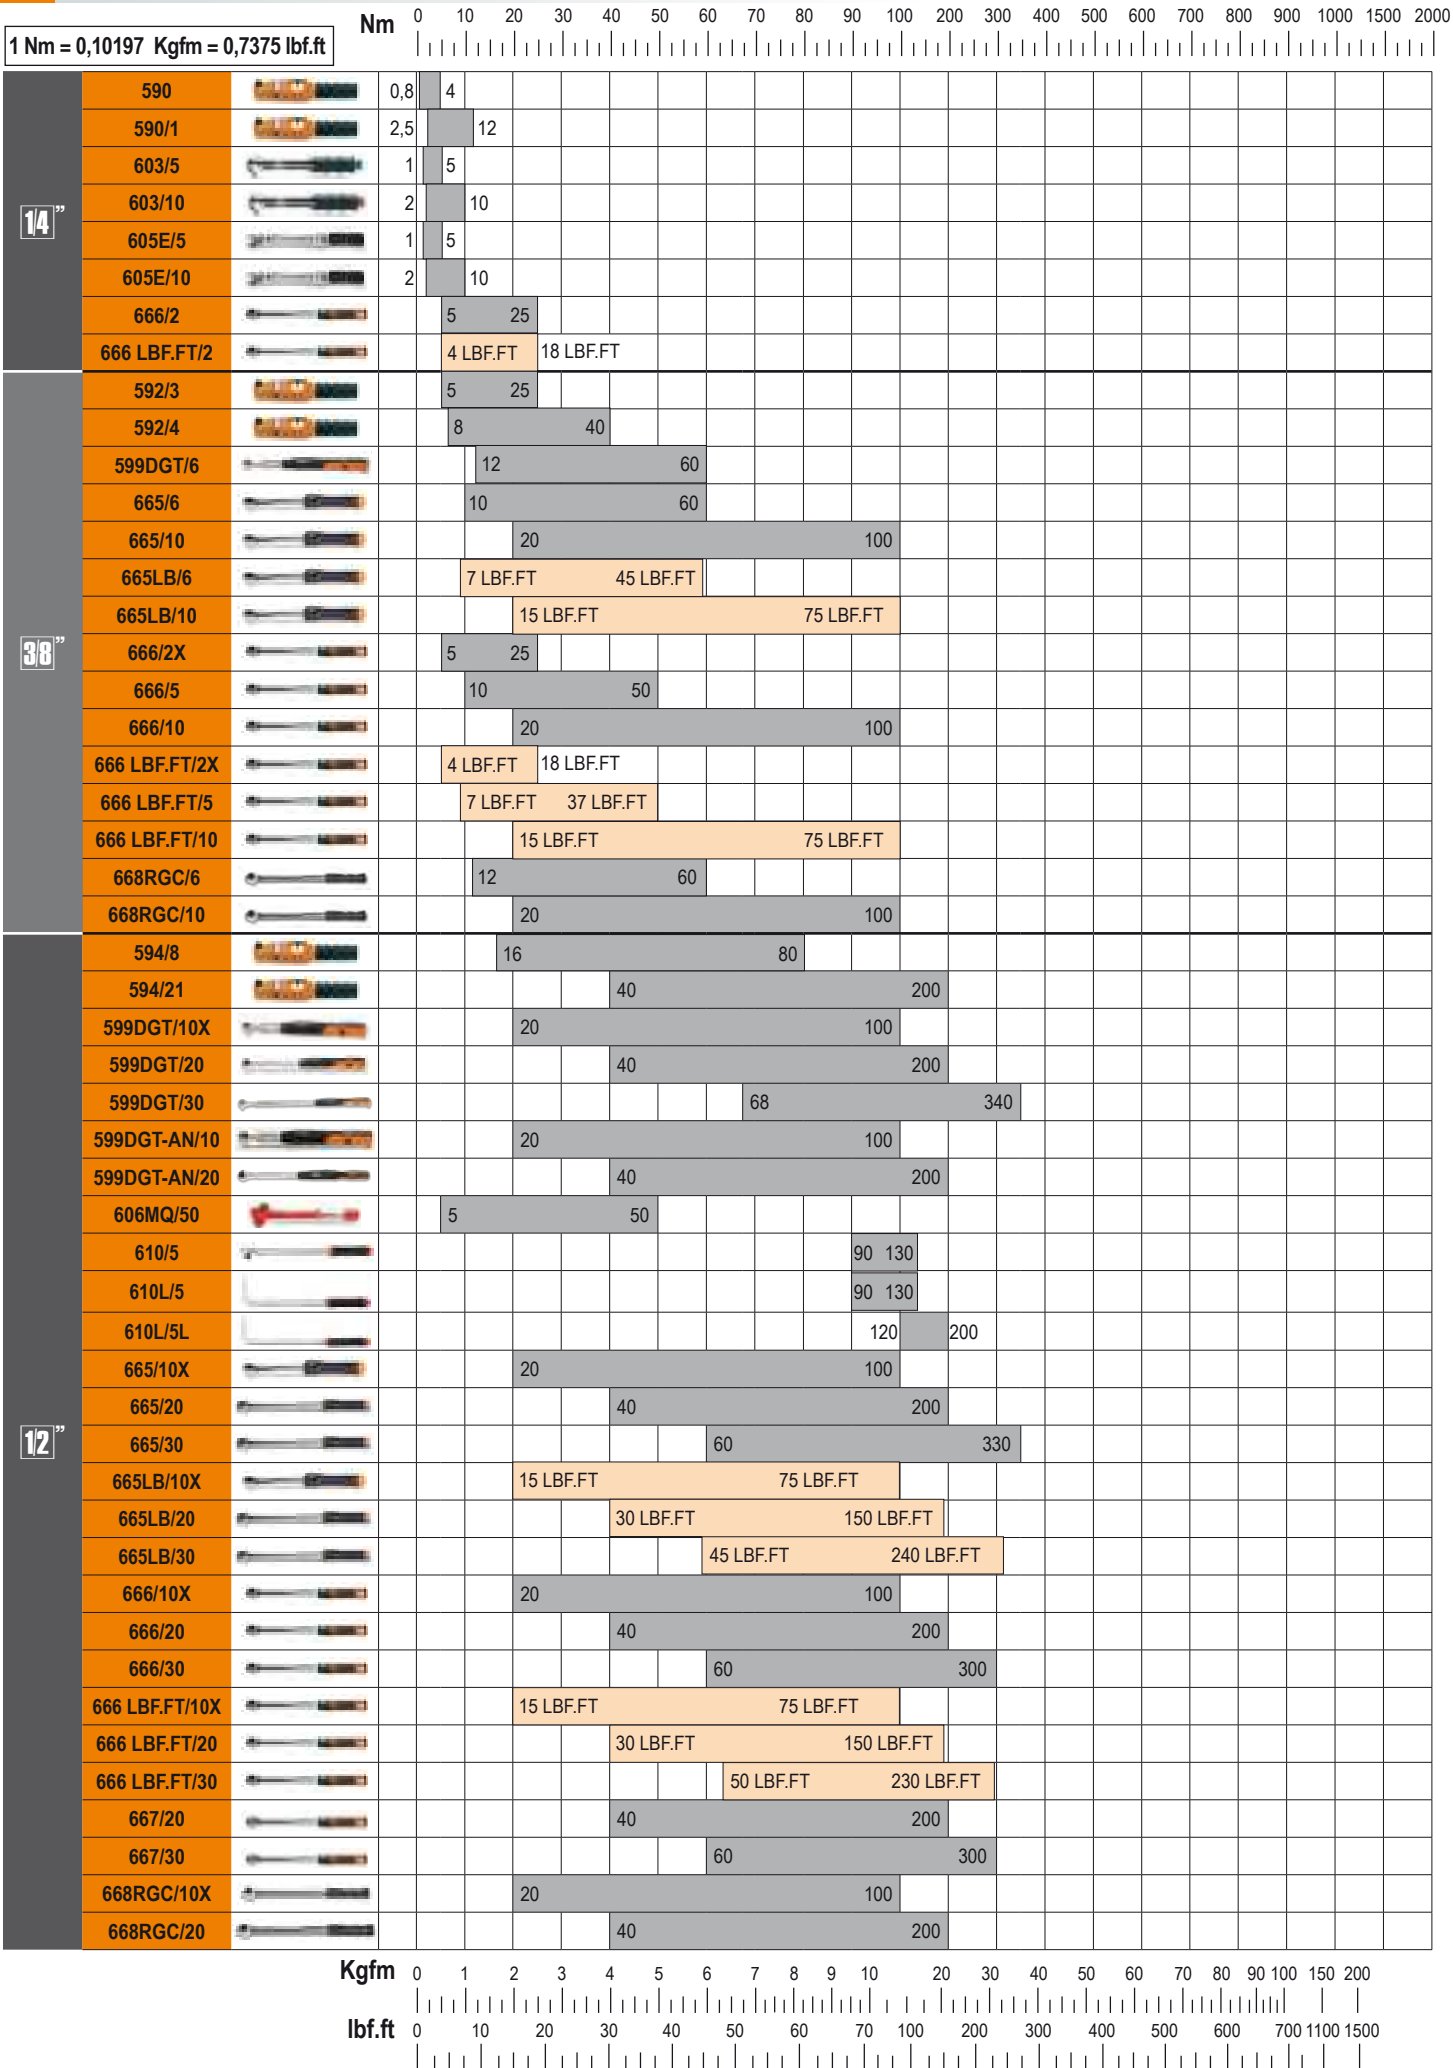 Nm 0 10 20 30 40 50 60 70 80 90 100 200 300 400 500 600 700 800 900 1000 1500 2000
1 Nm = 0,10197 Kgfm = 0,7375 lbf.ft
1/4”
590 0,8 4
590/1 2,5 12
603/5 1 5
603/10 2 10
605E/5 1 5
605E/10 2 10
666/2 5 25
666 LBF.FT/2 4 LBF.FT 18 LBF.FT
3/8”
592/3 5 25
592/4 8 40
599DGT/6 12 60
665/6 10 60
665/10 20 100
665LB/6 7 LBF.FT 45 LBF.FT
665LB/10 15 LBF.FT 75 LBF.FT
666/2X 5 25
666/5 10 50
666/10 20 100
666 LBF.FT/2X 4 LBF.FT 18 LBF.FT
666 LBF.FT/5 7 LBF.FT 37 LBF.FT
666 LBF.FT/10 15 LBF.FT 75 LBF.FT
668RGC/6 12 60
668RGC/10 20 100
1/2”
594/8 16 80
594/21 40 200
599DGT/10X 20 100
599DGT/20 40 200
599DGT/30 68 340
599DGT-AN/10 20 100
599DGT-AN/20 40 200
606MQ/50 5 50
610/5 90 130
610L/5 90 130
610L/5L 120 200
665/10X 20 100
665/20 40 200
665/30 60 330
665LB/10X 15 LBF.FT 75 LBF.FT
665LB/20 30 LBF.FT 150 LBF.FT
665LB/30 45 LBF.FT 240 LBF.FT
666/10X 20 100
666/20 40 200
666/30 60 300
666 LBF.FT/10X 15 LBF.FT 75 LBF.FT
666 LBF.FT/20 30 LBF.FT 150 LBF.FT
666 LBF.FT/30 50 LBF.FT 230 LBF.FT
667/20 40 200
667/30 60 300
668RGC/10X 20 100
668RGC/20 40 200
Kgfm 0 1 2 3 4 5 6 7 8 9 10 20 30 40 50 60 70 80 90 100 150 200
lbf.ft 0 10 20 30 40 50 60 70 100 200 300 400 500 600 700 1100 1500